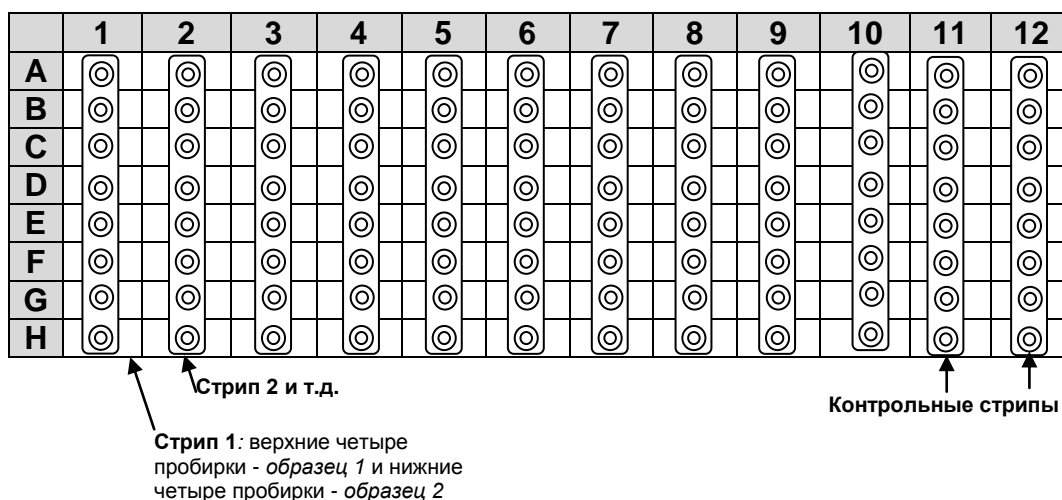 1 2 3 4 5 6 7 8 9 10 11 12
A
B
C
D
E
F
G
H
Стрип 2 и т.д.
Контрольные стрипы
Стрип 1: верхние четыре
пробирки - образец 1 и нижние
четыре пробирки - образец 2